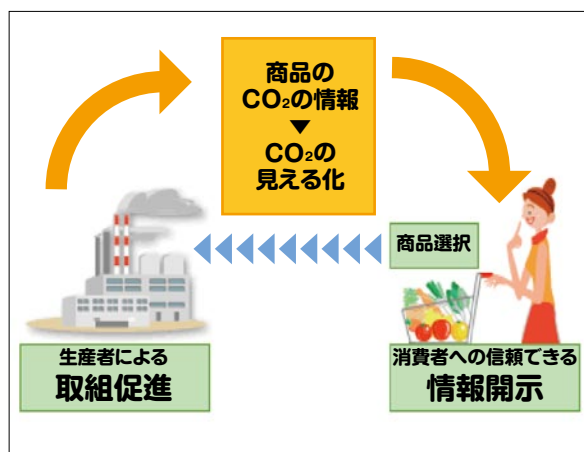 商品の
CO₂の情報
▼
CO₂の
見える化
商品選択
生産者による
取組促進
消費者への信頼できる
情報開示